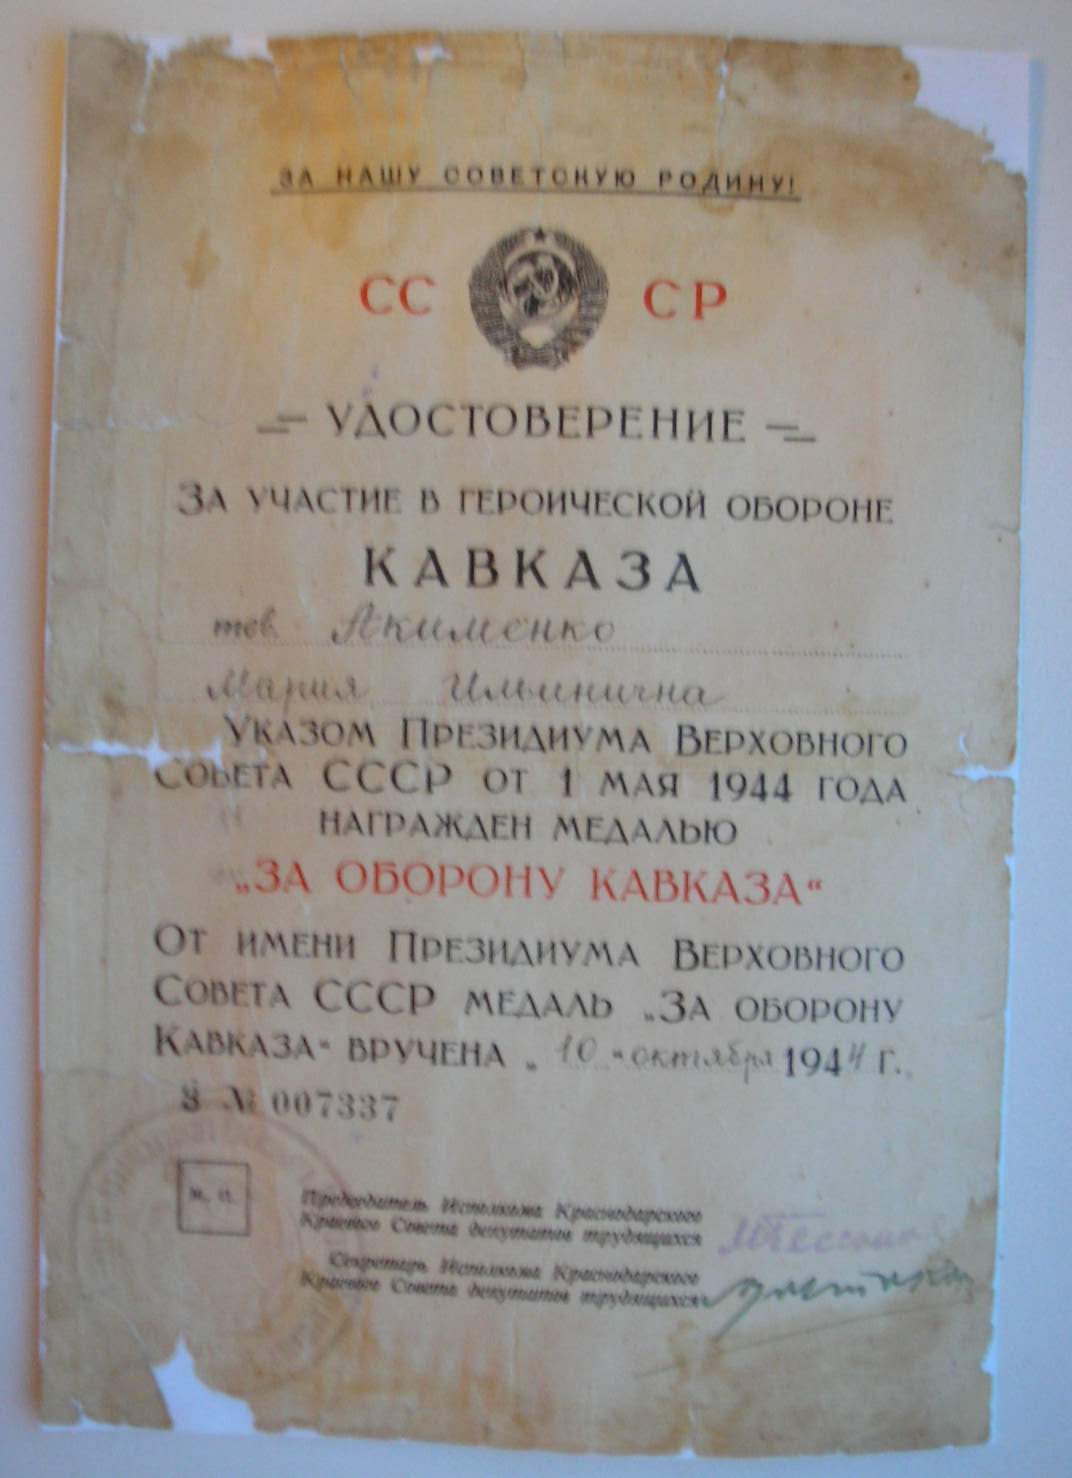 ЗА НАШУ СОВЕТСКУЮ РОДИНУ!
СС СР
УДОСТОВЕРЕНИЕ
ЗА УЧАСТИЕ В ГЕРОИЧЕСКОЙ ОБОРОНЕ
КАВКАЗА
тов. Акименко
Мария Ильинична
УКАЗОМ ПРЕЗИДИУМА ВЕРХОВНОГО
СОВЕТА СССР ОТ 1 МАЯ 1944 ГОДА
НАГРАЖДЕН МЕДАЛЬЮ
„ЗА ОБОРОНУ КАВКАЗА“
ОТ ИМЕНИ ПРЕЗИДИУМА ВЕРХОВНОГО
СОВЕТА СССР МЕДАЛЬ „ЗА ОБОРОНУ
КАВКАЗА“ ВРУЧЕНА „10“ октября 1944 г.
№ 007337
М. П.
Председатель Исполкома Краснодарского
Краевого Совета депутатов трудящихся
Секретарь Исполкома Краснодарского
Краевого Совета депутатов трудящихся